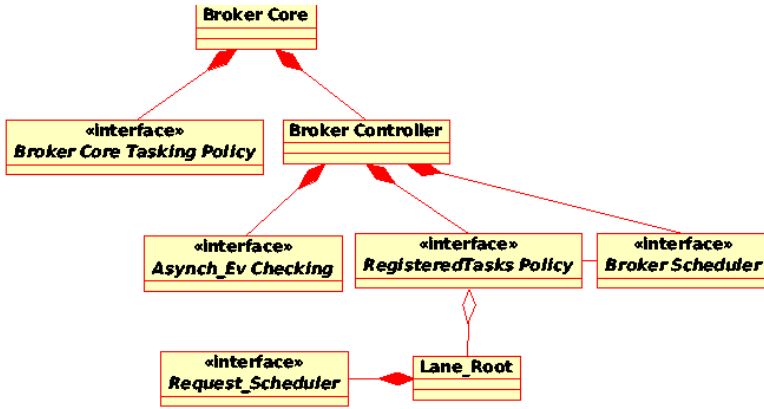 Broker Core
«interface»
Broker Core Tasking Policy
Broker Controller
«interface»
Asynch_Ev Checking
«interface»
RegisteredTasks Policy
«interface»
Broker Scheduler
«interface»
Request_Scheduler
Lane_Root